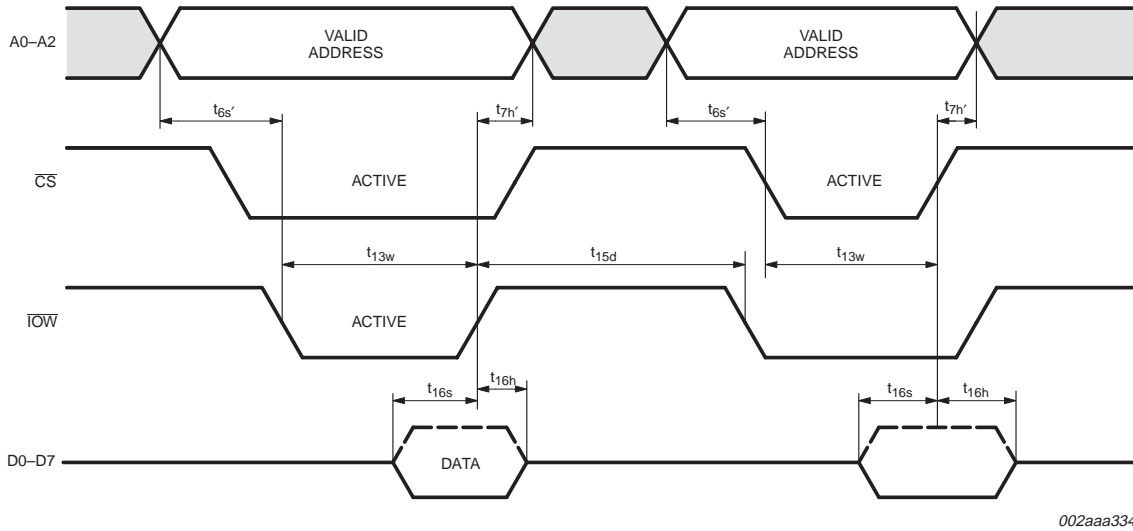 A0–A2
VALID
ADDRESS
VALID
ADDRESS
t6s′
t7h′
t6s′
t7h′
CS
ACTIVE
ACTIVE
t13w
t15d
t13w
IOW
ACTIVE
t16s
t16h
t16s
t16h
D0–D7
DATA
002aaa334